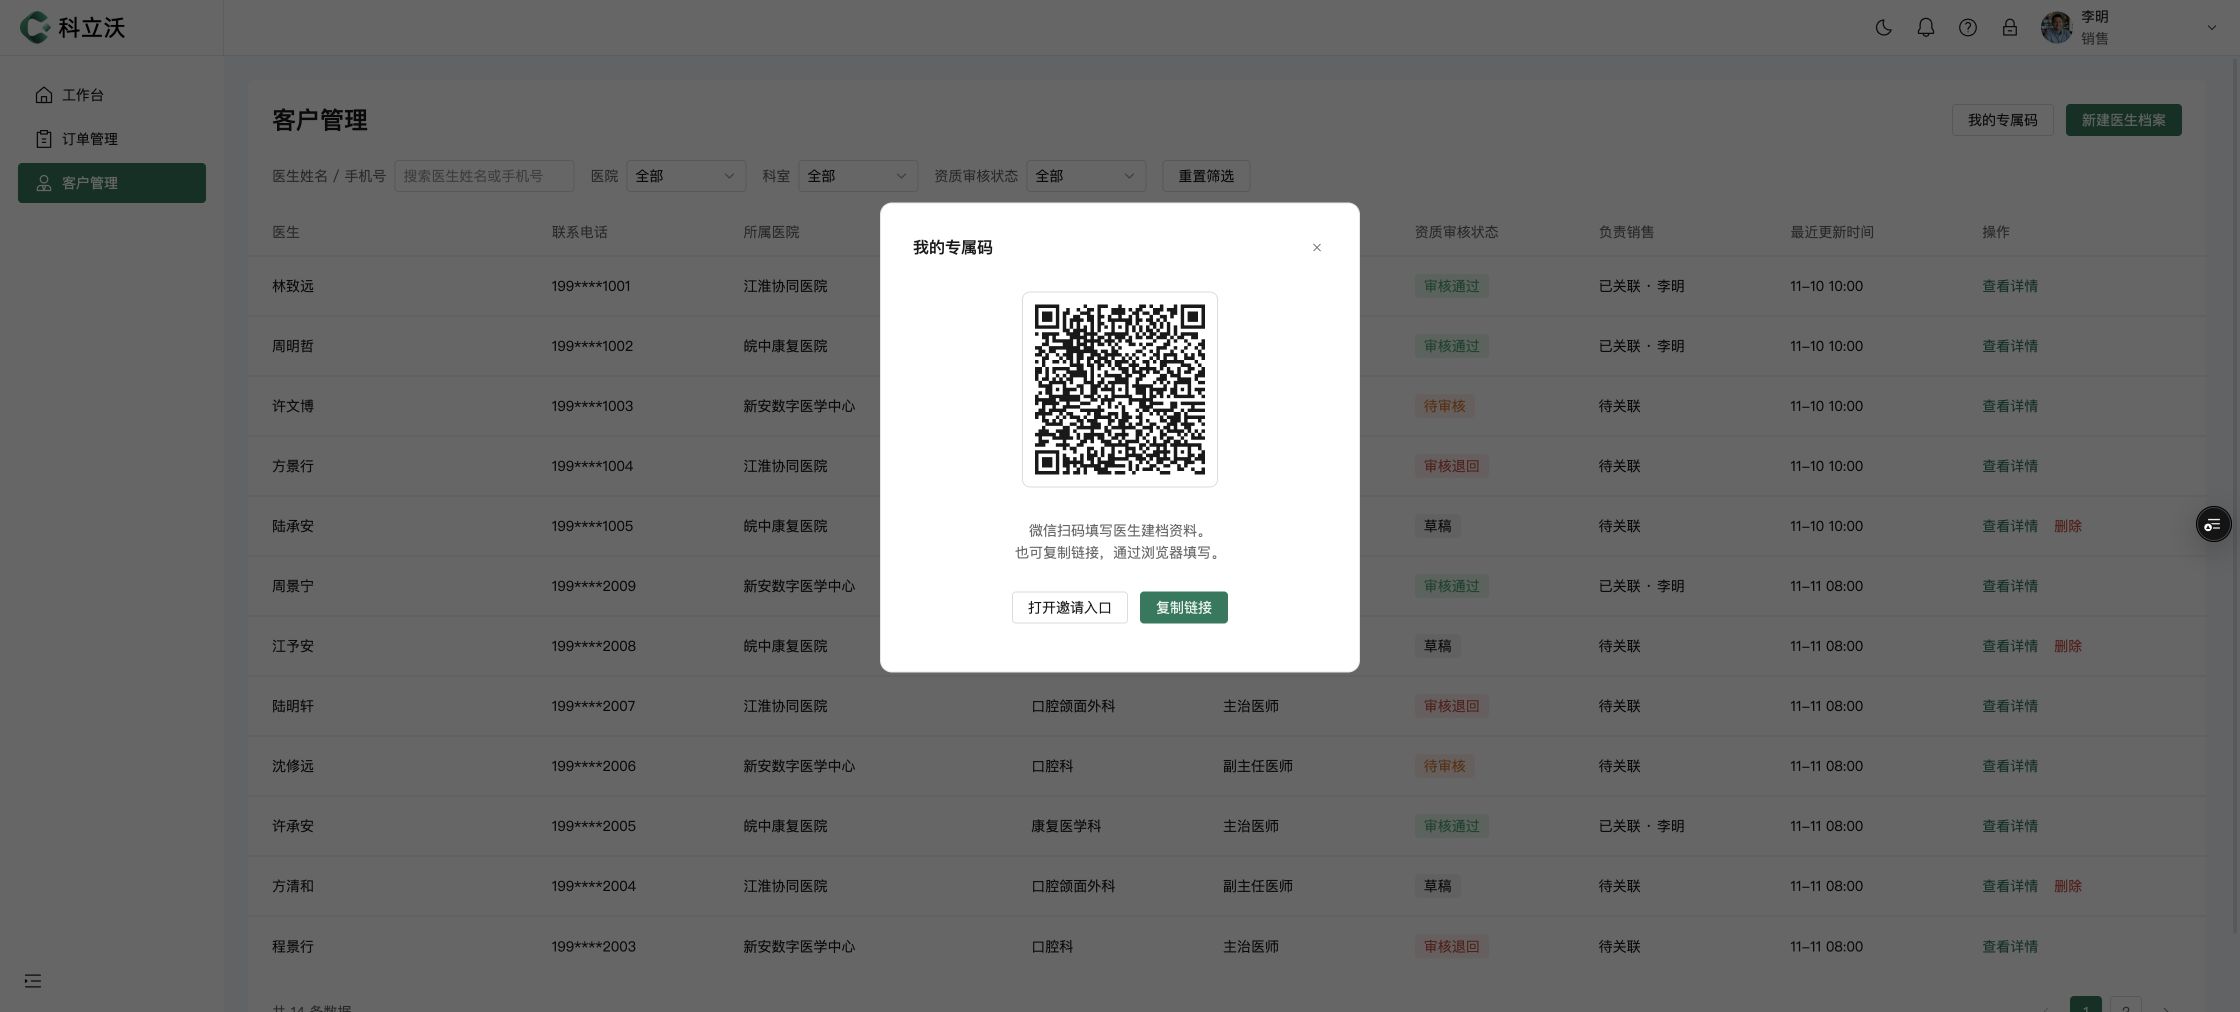 科立沃
李明
销售
工作台
订单管理
客户管理
客户管理
我的专属码
新建医生档案
医生姓名 / 手机号 搜索医生姓名或手机号 医院 全部 科室 全部 资质审核状态 全部 重置筛选
医生 联系电话 所属医院 资质审核状态 负责销售 最近更新时间 操作
林致远 199****1001 江淮协同医院 审核通过 已关联 · 李明 11-10 10:00 查看详情
周明哲 199****1002 皖中康复医院 审核通过 已关联 · 李明 11-10 10:00 查看详情
许文博 199****1003 新安数字医学中心 待审核 待关联 11-10 10:00 查看详情
方景行 199****1004 江淮协同医院 审核退回 待关联 11-10 10:00 查看详情
陆承安 199****1005 皖中康复医院 草稿 待关联 11-10 10:00 查看详情 删除
周景宁 199****2009 新安数字医学中心 审核通过 已关联 · 李明 11-11 08:00 查看详情
江予安 199****2008 皖中康复医院 草稿 待关联 11-11 08:00 查看详情 删除
陆明轩 199****2007 江淮协同医院 口腔颌面外科 主治医师 审核退回 待关联 11-11 08:00 查看详情
沈修远 199****2006 新安数字医学中心 口腔科 副主任医师 待审核 待关联 11-11 08:00 查看详情
许承安 199****2005 皖中康复医院 康复医学科 主治医师 审核通过 已关联 · 李明 11-11 08:00 查看详情
方清和 199****2004 江淮协同医院 口腔颌面外科 副主任医师 草稿 待关联 11-11 08:00 查看详情 删除
程景行 199****2003 新安数字医学中心 口腔科 主治医师 审核退回 待关联 11-11 08:00 查看详情
共 14 条数据 1 2
我的专属码
微信扫码填写医生建档资料。
也可复制链接，通过浏览器填写。
打开邀请入口 复制链接